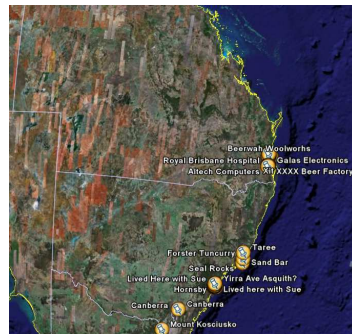 Beerwah Woolworhs
Royal Brisbane Hospital Galas Electronics
Altech Computers XXXX Beer Factory
Taree
Forster Tuncurry
Sand Bar
Seal Rocks
Lived Here with Sue Yirra Ave Asquith?
Hornsby Lived here with Sue
Canberra Canberra
Mount Kosciusko